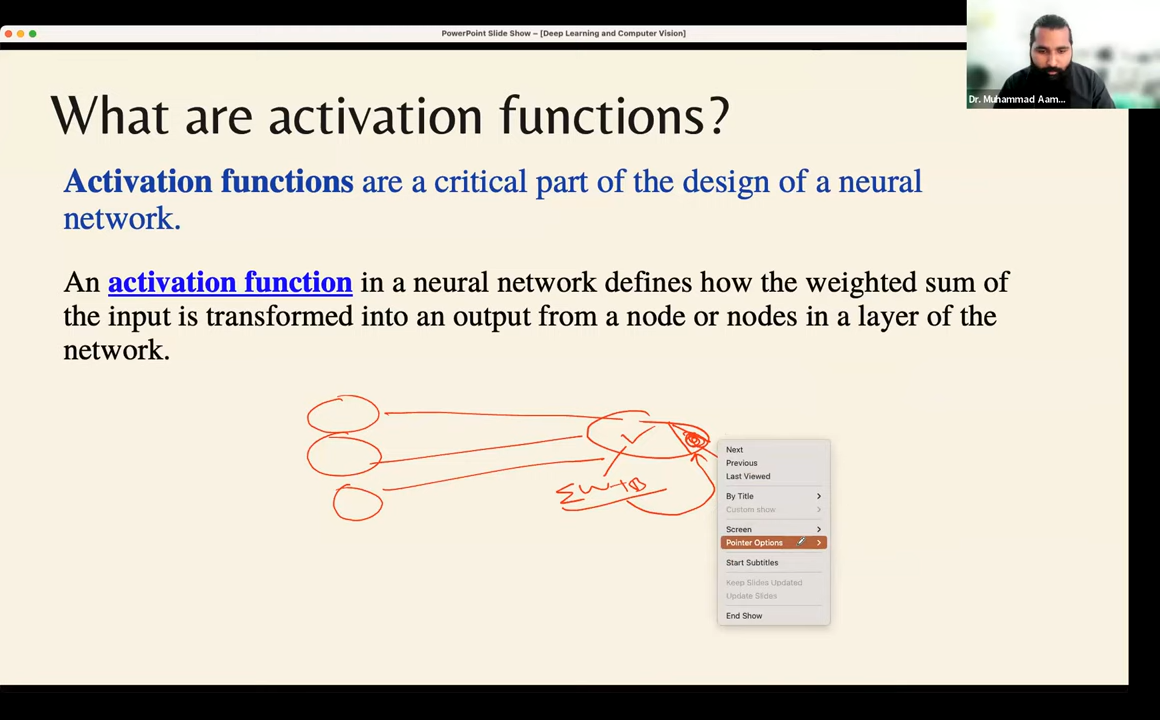 PowerPoint Slide Show – [Deep Learning and Computer Vision]
Dr. Muhammad Aam...
What are activation functions?
Activation functions are a critical part of the design of a neural
network.
An activation function in a neural network defines how the weighted sum of
the input is transformed into an output from a node or nodes in a layer of the
network.
Σw+B
Next
Previous
Last Viewed
By Title
Custom show
Screen
Pointer Options
Start Subtitles
Keep Slides Updated
Update Slides
End Show